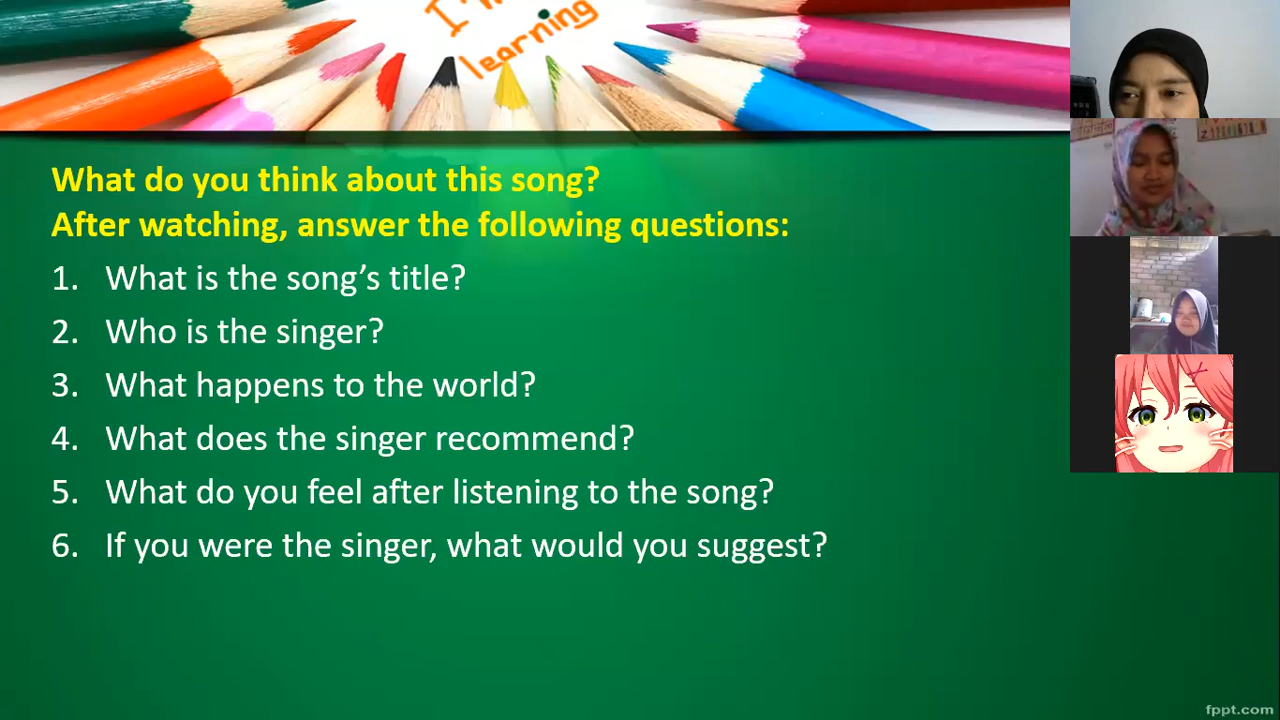 I'm
learning
What do you think about this song?
After watching, answer the following questions:
1. What is the song’s title?
2. Who is the singer?
3. What happens to the world?
4. What does the singer recommend?
5. What do you feel after listening to the song?
6. If you were the singer, what would you suggest?
fppt.com